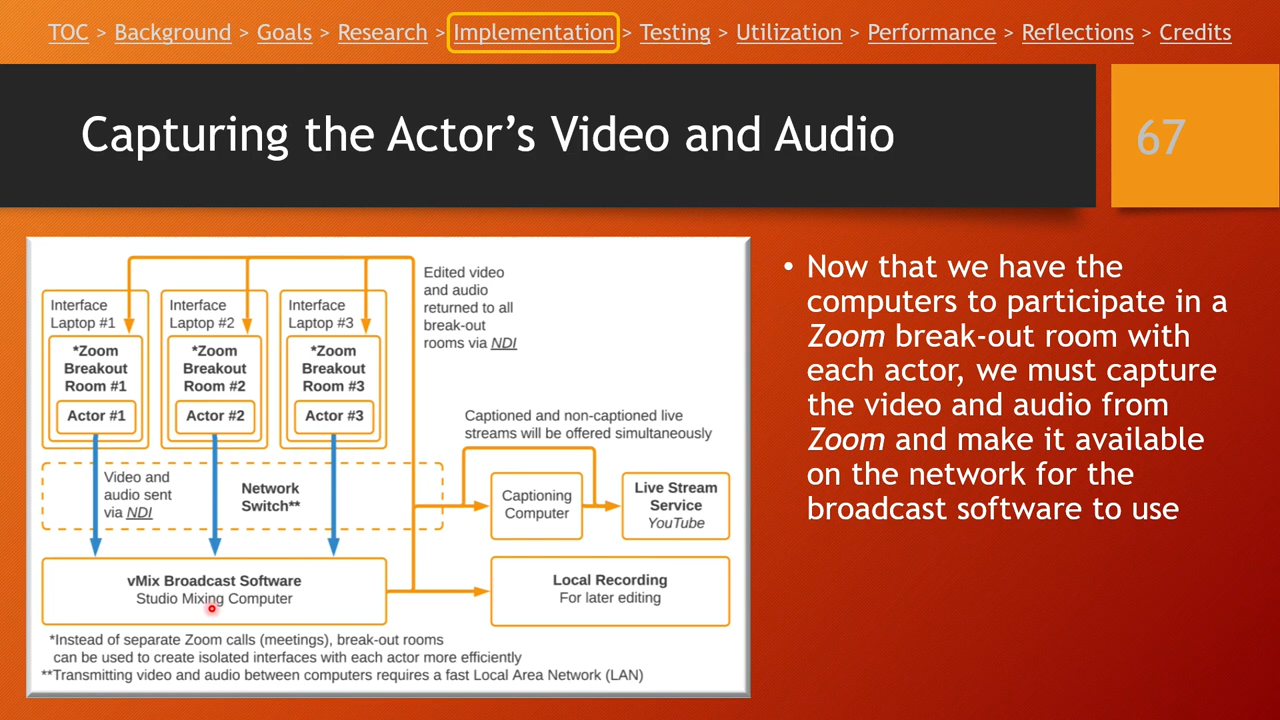 TOC > Background > Goals > Research > Implementation > Testing > Utilization > Performance > Reflections > Credits
Capturing the Actor’s Video and Audio
67
Edited video
and audio
returned to all
break-out
rooms via NDI
Interface
Laptop #1
Interface
Laptop #2
Interface
Laptop #3
*Zoom
Breakout
Room #1
Actor #1
*Zoom
Breakout
Room #2
Actor #2
*Zoom
Breakout
Room #3
Actor #3
Captioned and non-captioned live
streams will be offered simultaneously
Video and
audio sent
via NDI
Network
Switch**
Captioning
Computer
Live Stream
Service
YouTube
vMix Broadcast Software
Studio Mixing Computer
Local Recording
For later editing
*Instead of separate Zoom calls (meetings), break-out rooms
can be used to create isolated interfaces with each actor more efficiently
**Transmitting video and audio between computers requires a fast Local Area Network (LAN)
• Now that we have the
computers to participate in a
Zoom break-out room with
each actor, we must capture
the video and audio from
Zoom and make it available
on the network for the
broadcast software to use